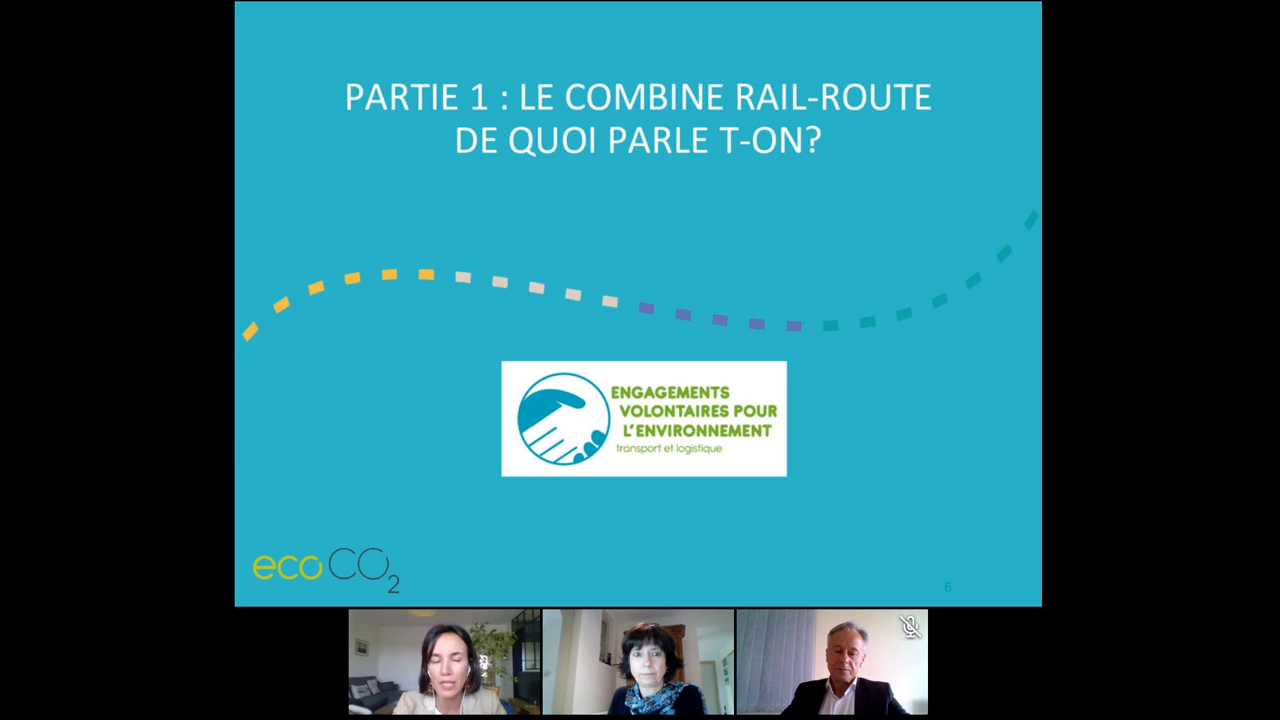 PARTIE 1 : LE COMBINE RAIL-ROUTE
DE QUOI PARLE T-ON?
ENGAGEMENTS
VOLONTAIRES POUR
L'ENVIRONNEMENT
transport et logistique
ecoCO2
6